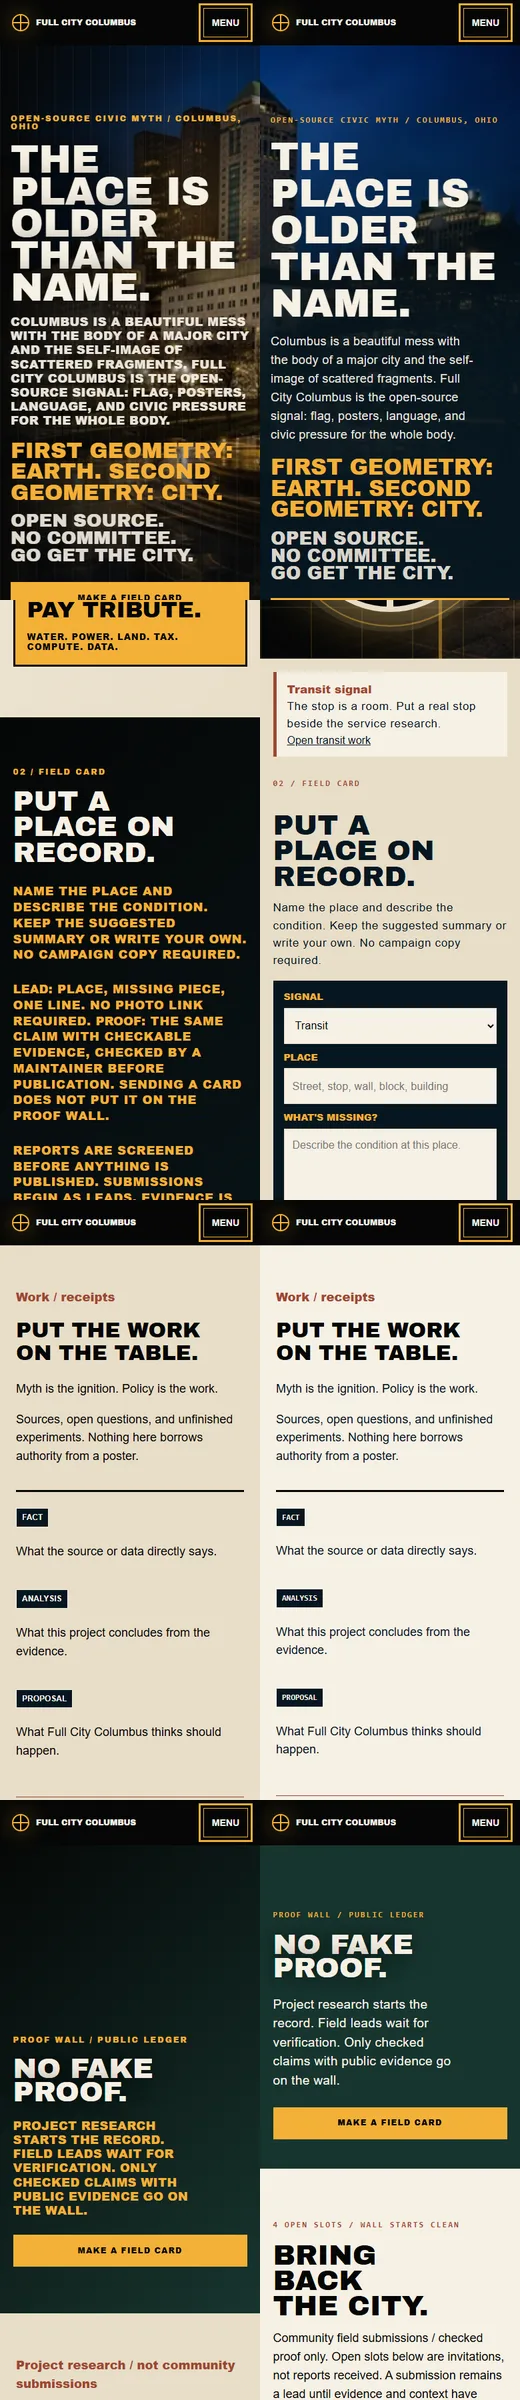 FULL CITY COLUMBUS
MENU
OPEN-SOURCE CIVIC MYTH / COLUMBUS,
OHIO
THE
PLACE IS
OLDER
THAN THE
NAME.
COLUMBUS IS A BEAUTIFUL MESS
WITH THE BODY OF A MAJOR CITY
AND THE SELF-IMAGE OF
SCATTERED FRAGMENTS. FULL
CITY COLUMBUS IS THE OPEN-
SOURCE SIGNAL: FLAG, POSTERS,
LANGUAGE, AND CIVIC PRESSURE
FOR THE WHOLE BODY.
FIRST GEOMETRY:
EARTH. SECOND
GEOMETRY: CITY.
OPEN SOURCE.
NO COMMITTEE.
GO GET THE CITY.
MAKE A FIELD CARD
PAY TRIBUTE.
WATER. POWER. LAND. TAX.
COMPUTE. DATA.
02 / FIELD CARD
PUT A
PLACE ON
RECORD.
NAME THE PLACE AND
DESCRIBE THE CONDITION.
KEEP THE SUGGESTED
SUMMARY OR WRITE YOUR OWN.
NO CAMPAIGN COPY REQUIRED.
LEAD: PLACE, MISSING PIECE,
ONE LINE. NO PHOTO LINK
REQUIRED. PROOF: THE SAME
CLAIM WITH CHECKABLE
EVIDENCE, CHECKED BY A
MAINTAINER BEFORE
PUBLICATION. SENDING A CARD
DOES NOT PUT IT ON THE
PROOF WALL.
REPORTS ARE SCREENED
BEFORE ANYTHING IS
PUBLISHED. SUBMISSIONS
BEGIN AS LEADS. EVIDENCE IS
FULL CITY COLUMBUS
MENU
OPEN-SOURCE CIVIC MYTH / COLUMBUS, OHIO
THE
PLACE IS
OLDER
THAN THE
NAME.
Columbus is a beautiful mess with
the body of a major city and the self-
image of scattered fragments. Full
City Columbus is the open-source
signal: flag, posters, language, and
civic pressure for the whole body.
FIRST GEOMETRY:
EARTH. SECOND
GEOMETRY: CITY.
OPEN SOURCE.
NO COMMITTEE.
GO GET THE CITY.
Transit signal
The stop is a room. Put a real stop
beside the service research.
Open transit work
02 / FIELD CARD
PUT A
PLACE ON
RECORD.
Name the place and describe the
condition. Keep the suggested summary or
write your own. No campaign copy
required.
SIGNAL
Transit
PLACE
Street, stop, wall, block, building
WHAT'S MISSING?
Describe the condition at this place.
FULL CITY COLUMBUS
MENU
Work / receipts
PUT THE WORK
ON THE TABLE.
Myth is the ignition. Policy is the work.
Sources, open questions, and unfinished
experiments. Nothing here borrows
authority from a poster.
FACT
What the source or data directly says.
ANALYSIS
What this project concludes from the
evidence.
PROPOSAL
What Full City Columbus thinks should
happen.
FULL CITY COLUMBUS
MENU
Work / receipts
PUT THE WORK
ON THE TABLE.
Myth is the ignition. Policy is the work.
Sources, open questions, and unfinished
experiments. Nothing here borrows
authority from a poster.
FACT
What the source or data directly says.
ANALYSIS
What this project concludes from the
evidence.
PROPOSAL
What Full City Columbus thinks should
happen.
FULL CITY COLUMBUS
MENU
PROOF WALL / PUBLIC LEDGER
NO FAKE
PROOF.
PROJECT RESEARCH
STARTS THE RECORD.
FIELD LEADS WAIT FOR
VERIFICATION. ONLY
CHECKED CLAIMS WITH
PUBLIC EVIDENCE GO ON
THE WALL.
MAKE A FIELD CARD
Project research / not community
submissions
FULL CITY COLUMBUS
MENU
PROOF WALL / PUBLIC LEDGER
NO FAKE
PROOF.
Project research starts the
record. Field leads wait for
verification. Only checked
claims with public evidence go
on the wall.
MAKE A FIELD CARD
4 OPEN SLOTS / WALL STARTS CLEAN
BRING
BACK
THE CITY.
Community field submissions / checked
proof only. Open slots below are invitations,
not reports received. A submission remains
a lead until evidence and context have